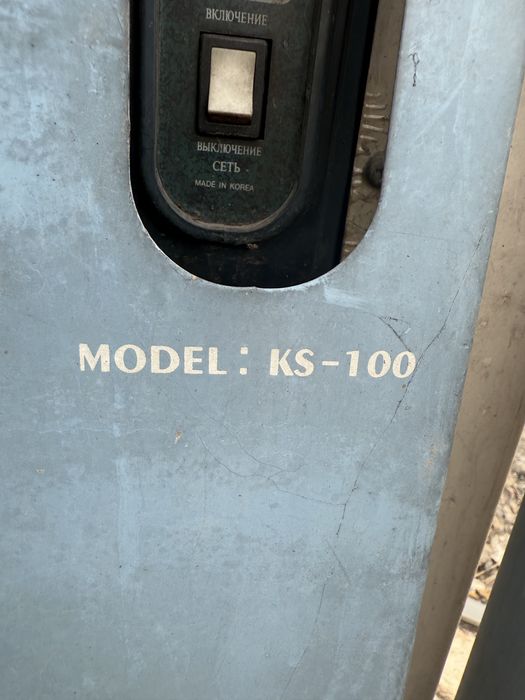 ВКЛЮЧЕНИЕ
ВЫКЛЮЧЕНИЕ
СЕТЬ
MADE IN KOREA
MODEL: KS-100